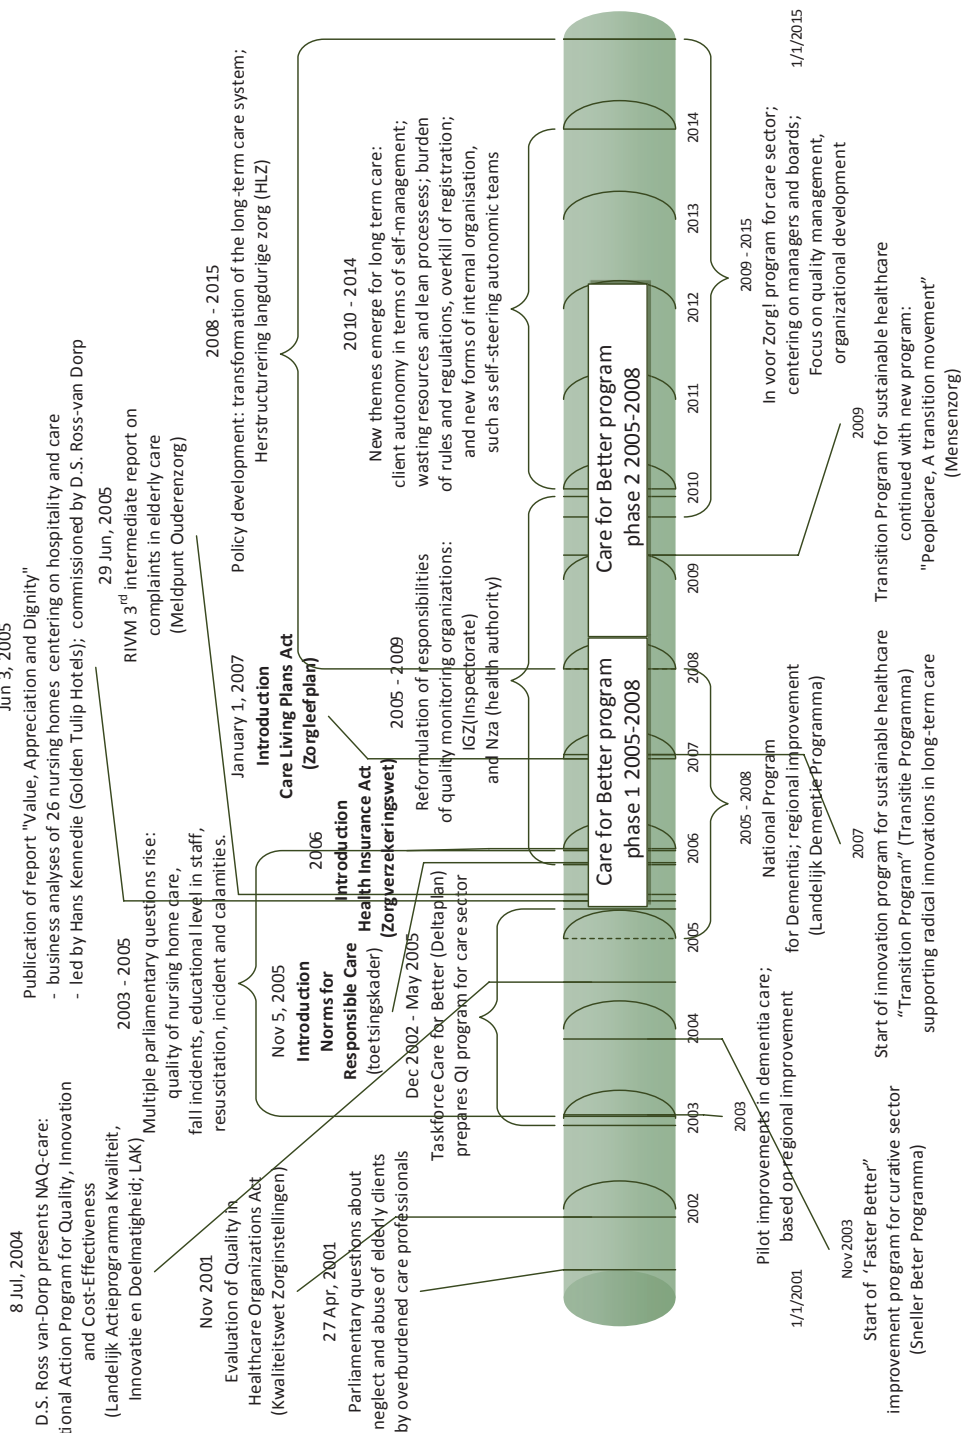 8 Jul, 2004
D.S. Ross van-Dorp presents NAQ-care:
Action Program for Quality, Innovation
and Cost-Effectiveness
(Landelijk Actieprogramma Kwaliteit,
Innovatie en Doelmatigheid; LAK)
Jun 3, 2005
Publication of report "Value, Appreciation and Dignity"
- business analyses of 26 nursing homes centering on hospitality and care
- led by Hans Kennedie (Golden Tulip Hotels); commissioned by D.S. Ross-van Dorp
29 Jun, 2005
RIVM 3rd intermediate report on
complaints in elderly care
(Meldpunt Ouderenzorg)
2003 - 2005
Multiple parliamentary questions rise:
quality of nursing home care,
fall incidents, educational level in staff,
resuscitation, incident and calamities.
Nov 2001
Evaluation of Quality in
Healthcare Organizations Act
(Kwaliteitswet Zorginstellingen)
27 Apr, 2001
Parliamentary questions about
neglect and abuse of elderly clients
by overburdened care professionals
Nov 5, 2005
Introduction
Norms for
Responsible Care
(toetsingskader)
Dec 2002 - May 2005
Taskforce Care for Better (Deltaplan)
prepares QI program for care sector
2006
Introduction
Health Insurance Act
(Zorgverzekeringswet)
January 1, 2007
Introduction
Care Living Plans Act
(Zorgleefplan)
2005 - 2009
Reformulation of responsibilities
of quality monitoring organizations:
IGZ(Inspectorate)
and Nza (health authority)
2008 - 2015
Policy development: transformation of the long-term care system;
Herstructurering langdurige zorg (HLZ)
2010 - 2014
New themes emerge for long term care:
client autonomy in terms of self-management;
wasting resources and lean processess; burden
of rules and regulations, overkill of registration;
and new forms of internal organisation,
such as self-steering autonomic teams
Care for Better program
phase 1 2005-2008
Care for Better program
phase 2 2005-2008
2002
2003
2004
2005
2006
2007
2008
2009
2010
2011
2012
2013
2014
1/1/2001
1/1/2015
2003
Pilot improvements in dementia care;
based on regional improvement
Nov 2003
Start of ‘Faster Better”
improvement program for curative sector
(Sneller Beter Programma)
2005 - 2008
National Program
for Dementia; regional improvement
(Landelijk Dementie Programma)
2007
Start of innovation program for sustainable healthcare
“Transition Program” (Transitie Programma)
supporting radical innovations in long-term care
2009 - 2015
In voor Zorg! program for care sector;
centering on managers and boards;
Focus on quality management,
organizational development
2009
Transition Program for sustainable healthcare
continued with new program:
"Peoplecare, A transition movement”
(Mensenzorg)